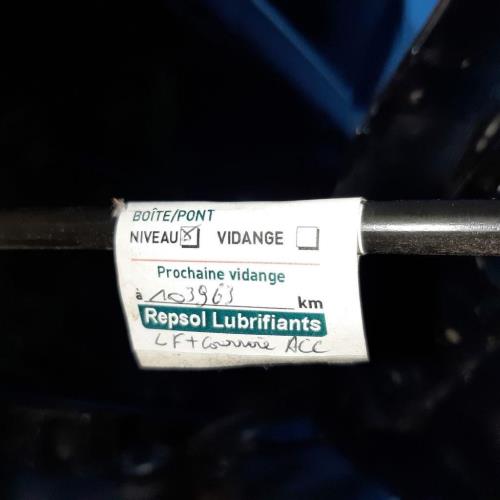 BOÎTE/PONT
NIVEAU VIDANGE
Prochaine vidange
à 103963 km
Repsol Lubrifiants
LF + Courroie ACC